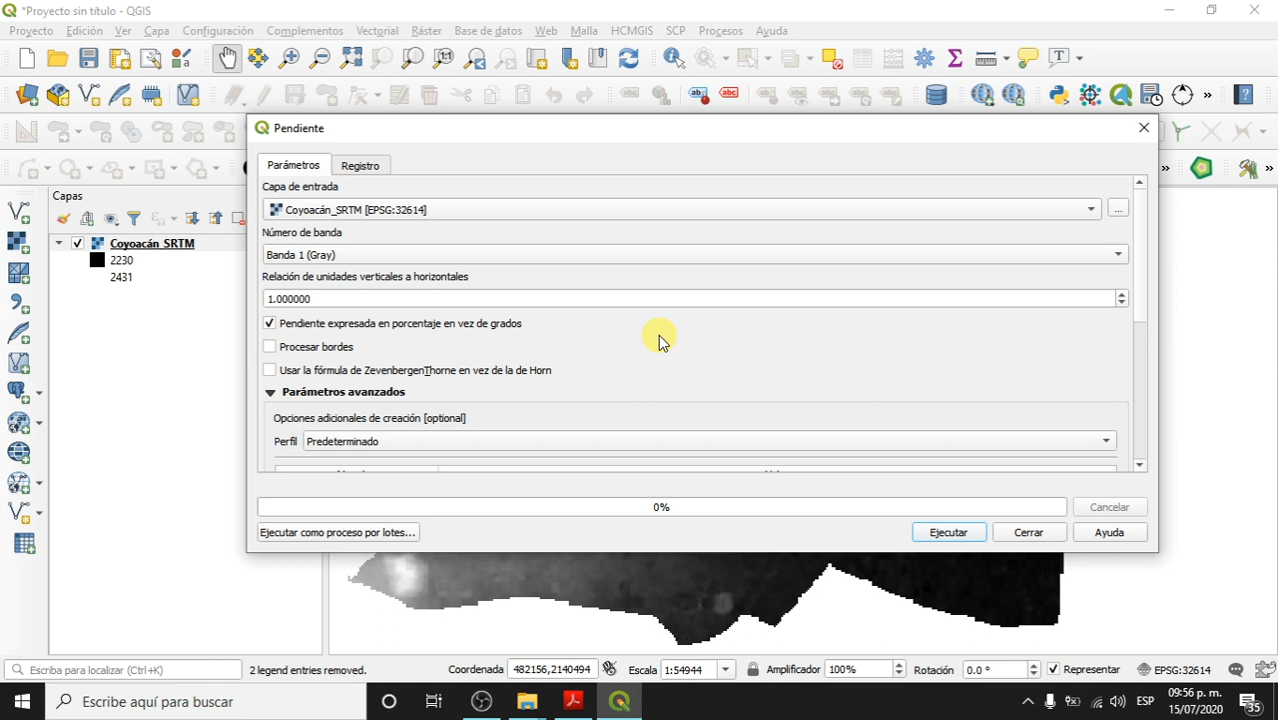 *Proyecto sin título - QGIS
Proyecto Edición Ver Capa Configuración Complementos Vectorial Ráster Base de datos Web Malla HCMGIS SCP Procesos Ayuda
Pendiente
Parámetros Registro
Capa de entrada
Coyoacán_SRTM [EPSG:32614]
...
Número de banda
Banda 1 (Gray)
Relación de unidades verticales a horizontales
1.000000
Pendiente expresada en porcentaje en vez de grados
Procesar bordes
Usar la fórmula de ZevenbergenThorne en vez de la de Horn
Parámetros avanzados
Opciones adicionales de creación [optional]
Perfil Predeterminado
0%
Cancelar
Ejecutar como proceso por lotes...
Ejecutar Cerrar Ayuda
Capas
Coyoacán SRTM
2230
2431
Escriba para localizar (Ctrl+K) 2 legend entries removed. Coordenada 482156,2140494 Escala 1:54944 Amplificador 100% Rotación 0.0 ° Representar EPSG:32614
Escribe aquí para buscar
ESP
09:56 p. m.
15/07/2020
35